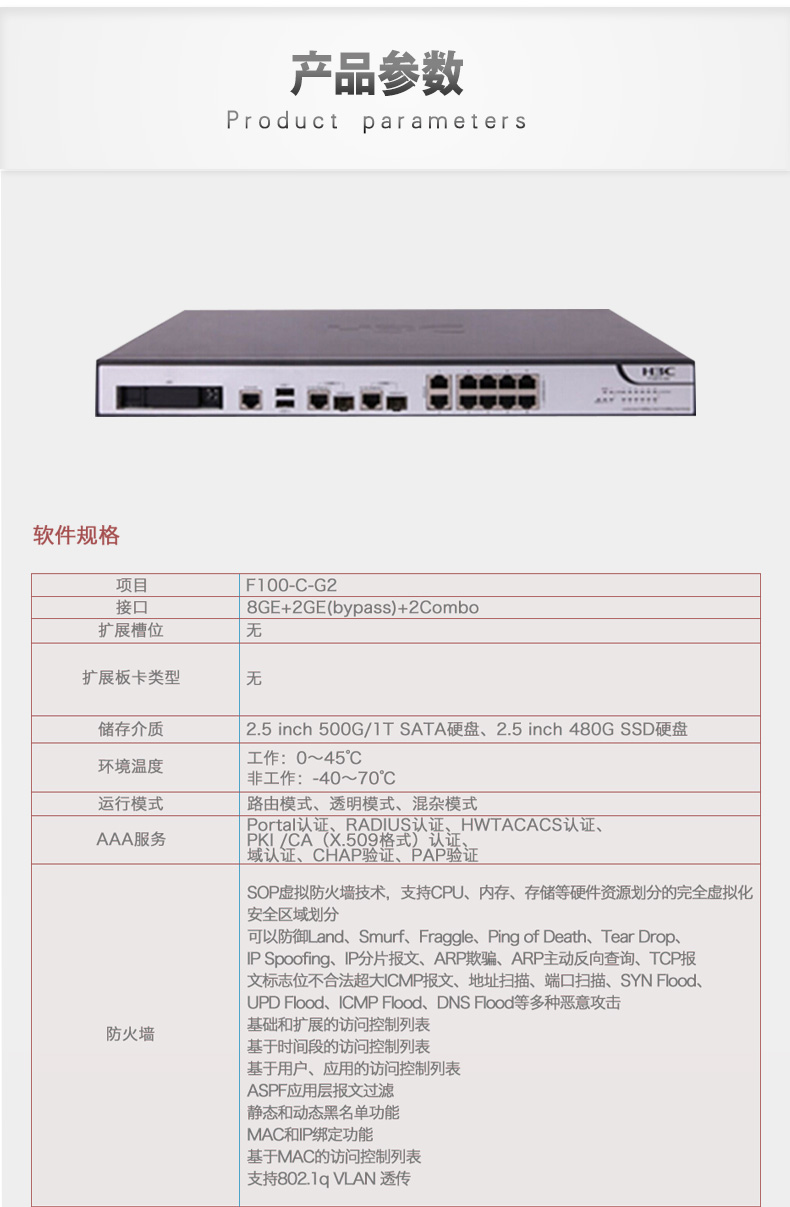 产品参数
Product parameters
H3C
软件规格
项目 F100-C-G2
接口 8GE+2GE(bypass)+2Combo
扩展槽位 无
扩展板卡类型 无
储存介质 2.5 inch 500G/1T SATA硬盘、2.5 inch 480G SSD硬盘
环境温度 工作：0～45℃
非工作：-40～70℃
运行模式 路由模式、透明模式、混杂模式
AAA服务 Portal认证、RADIUS认证、HWTACACS认证、
PKI /CA（X.509格式）认证、
域认证、CHAP验证、PAP验证
防火墙 SOP虚拟防火墙技术，支持CPU、内存、存储等硬件资源划分的完全虚拟化
安全区域划分
可以防御Land、Smurf、Fraggle、Ping of Death、Tear Drop、
IP Spoofing、IP分片报文、ARP欺骗、ARP主动反向查询、TCP报
文标志位不合法超大ICMP报文、地址扫描、端口扫描、SYN Flood、
UPD Flood、ICMP Flood、DNS Flood等多种恶意攻击
基础和扩展的访问控制列表
基于时间段的访问控制列表
基于用户、应用的访问控制列表
ASPF应用层报文过滤
静态和动态黑名单功能
MAC和IP绑定功能
基于MAC的访问控制列表
支持802.1q VLAN 透传